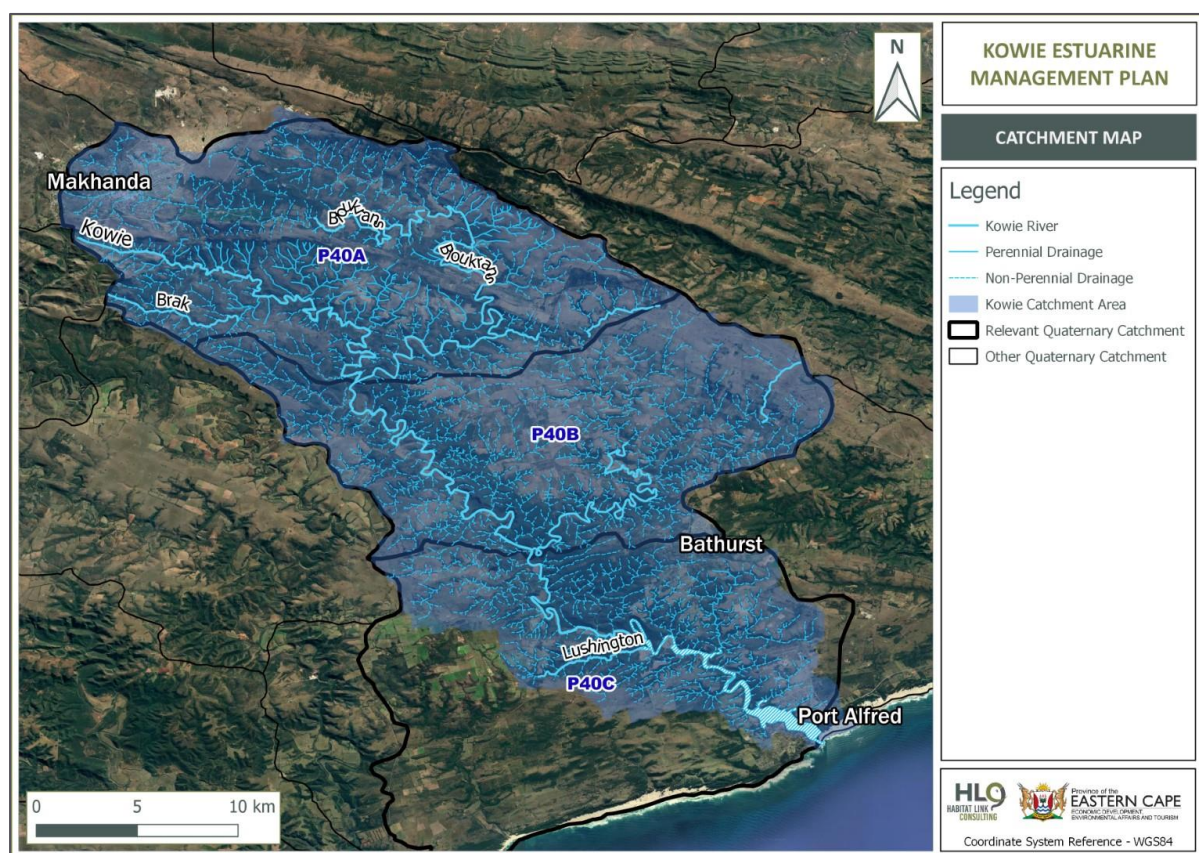 KOWIE ESTUARINE
MANAGEMENT PLAN
CATCHMENT MAP
N
Legend
Kowie River
Perennial Drainage
Non-Perennial Drainage
Kowie Catchment Area
Relevant Quaternary Catchment
Other Quaternary Catchment
Makhanda
Kowie
Bloukrans
P40A
Bloukrans
Brak
P40B
Bathurst
Lushington
P40C
Port Alfred
0 5 10 km
HLC
HABITAT LINK
CONSULTING
Province of the
EASTERN CAPE
ECONOMIC DEVELOPMENT,
ENVIRONMENTAL AFFAIRS AND TOURISM
Coordinate System Reference - WGS84